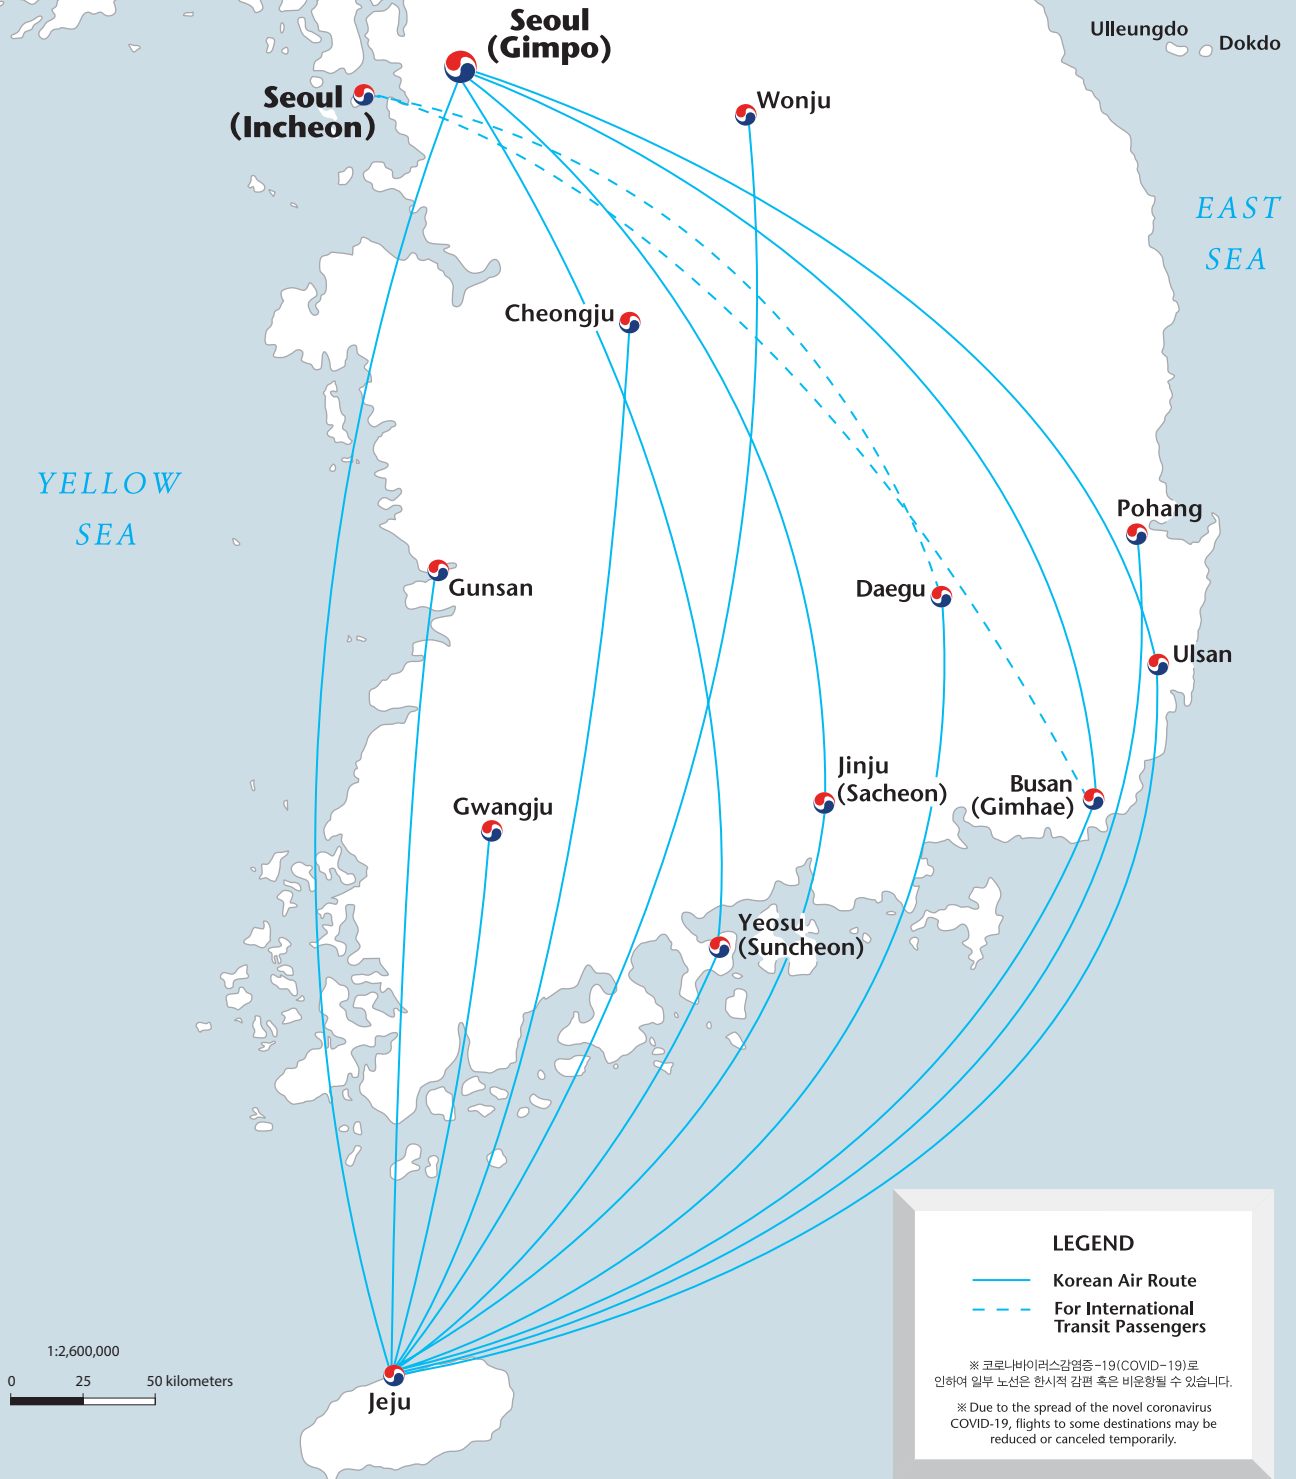 Seoul
(Gimpo)
Ulleungdo
Dokdo
Seoul
(Incheon)
Wonju
EAST
SEA
Cheongju
YELLOW
SEA
Pohang
Gunsan
Daegu
Ulsan
Jinju
(Sacheon)
Busan
(Gimhae)
Gwangju
Yeosu
(Suncheon)
Jeju
1:2,600,000
0 25 50 kilometers
LEGEND
Korean Air Route
For International
Transit Passengers
※ 코로나바이러스감염증-19(COVID-19)로
인하여 일부 노선은 한시적 감편 혹은 비운항될 수 있습니다.
※ Due to the spread of the novel coronavirus
COVID-19, flights to some destinations may be
reduced or canceled temporarily.